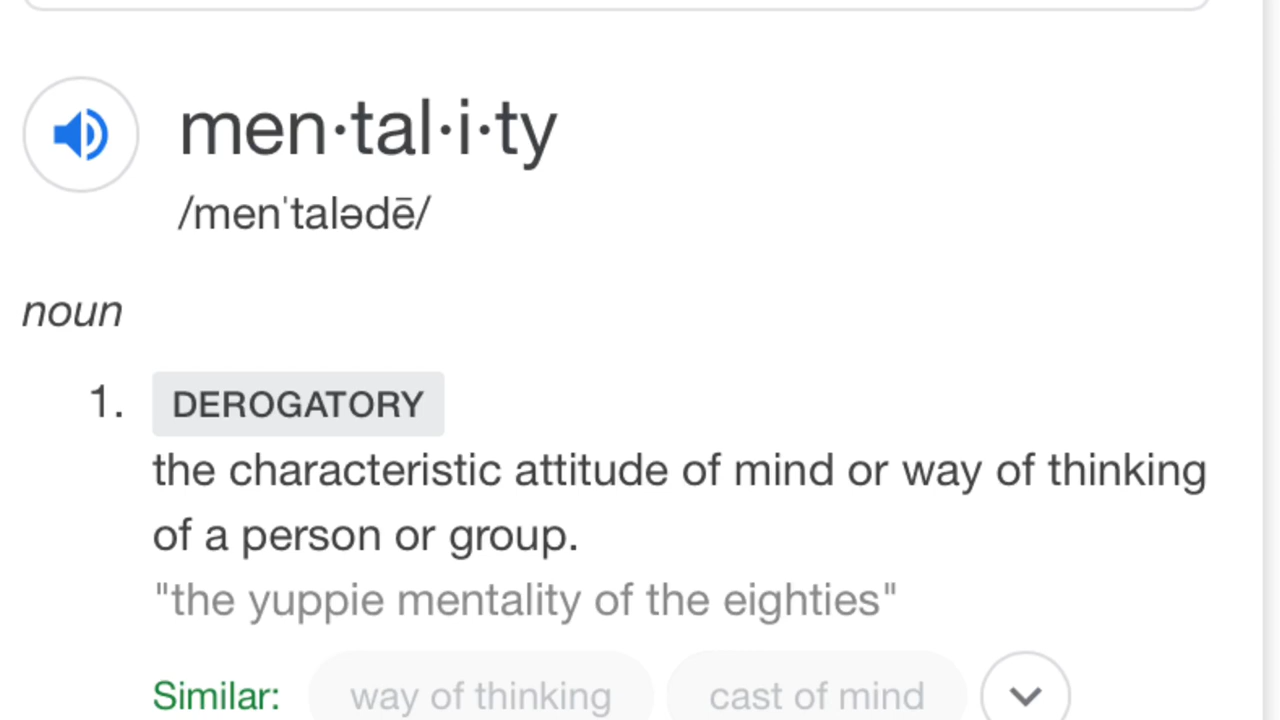 men·tal·i·ty
/menˈtalədē/
noun
1. DEROGATORY
the characteristic attitude of mind or way of thinking
of a person or group.
"the yuppie mentality of the eighties"
Similar: way of thinking cast of mind